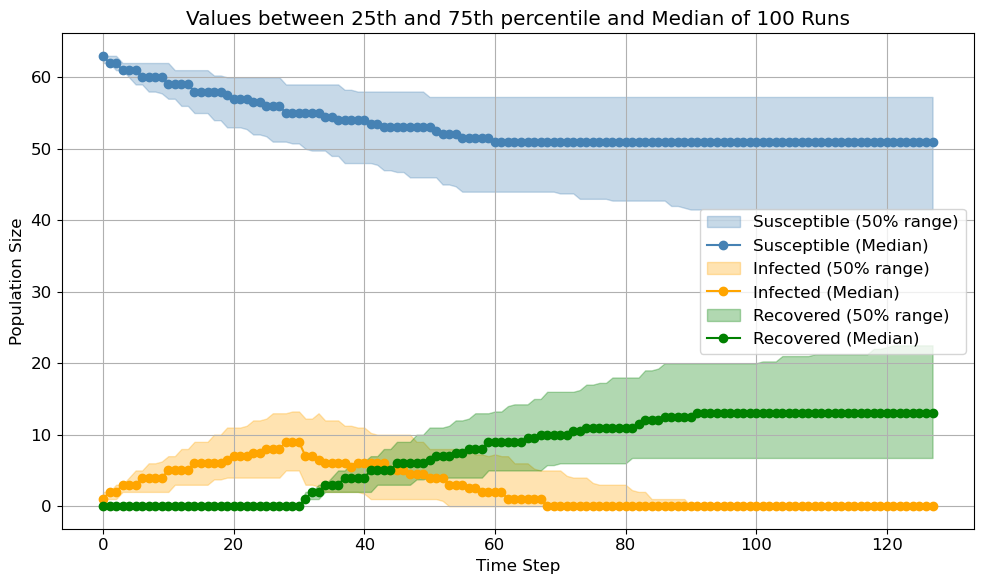 Values between 25th and 75th percentile and Median of 100 Runs
Population Size
60
50
40
30
20
10
0
Susceptible (50% range)
Susceptible (Median)
Infected (50% range)
Infected (Median)
Recovered (50% range)
Recovered (Median)
0 20 40 60 80 100 120
Time Step